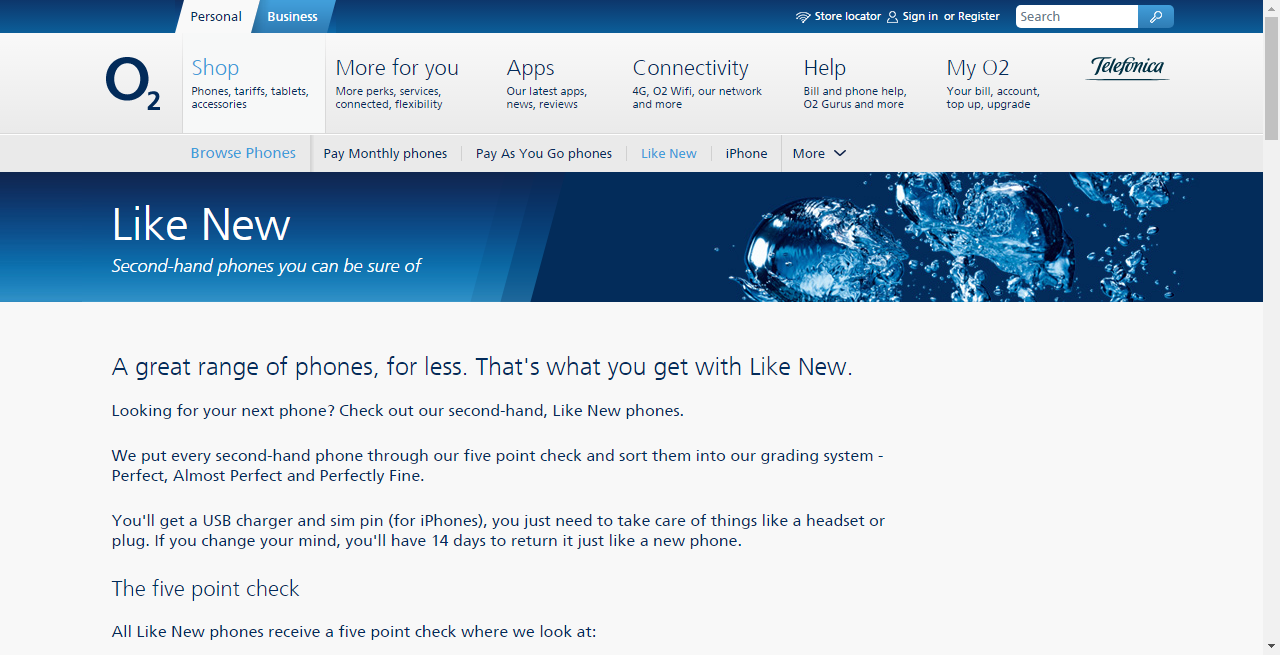 Personal
Business
Store locator
Sign in or Register
Search
O2
Shop
Phones, tariffs, tablets,
accessories
More for you
More perks, services,
connected, flexibility
Apps
Our latest apps,
news, reviews
Connectivity
4G, O2 Wifi, our network
and more
Help
Bill and phone help,
O2 Gurus and more
My O2
Your bill, account,
top up, upgrade
Telefónica
Browse Phones
Pay Monthly phones
Pay As You Go phones
Like New
iPhone
More
Like New
Second-hand phones you can be sure of
A great range of phones, for less. That's what you get with Like New.
Looking for your next phone? Check out our second-hand, Like New phones.
We put every second-hand phone through our five point check and sort them into our grading system -
Perfect, Almost Perfect and Perfectly Fine.
You'll get a USB charger and sim pin (for iPhones), you just need to take care of things like a headset or
plug. If you change your mind, you'll have 14 days to return it just like a new phone.
The five point check
All Like New phones receive a five point check where we look at: